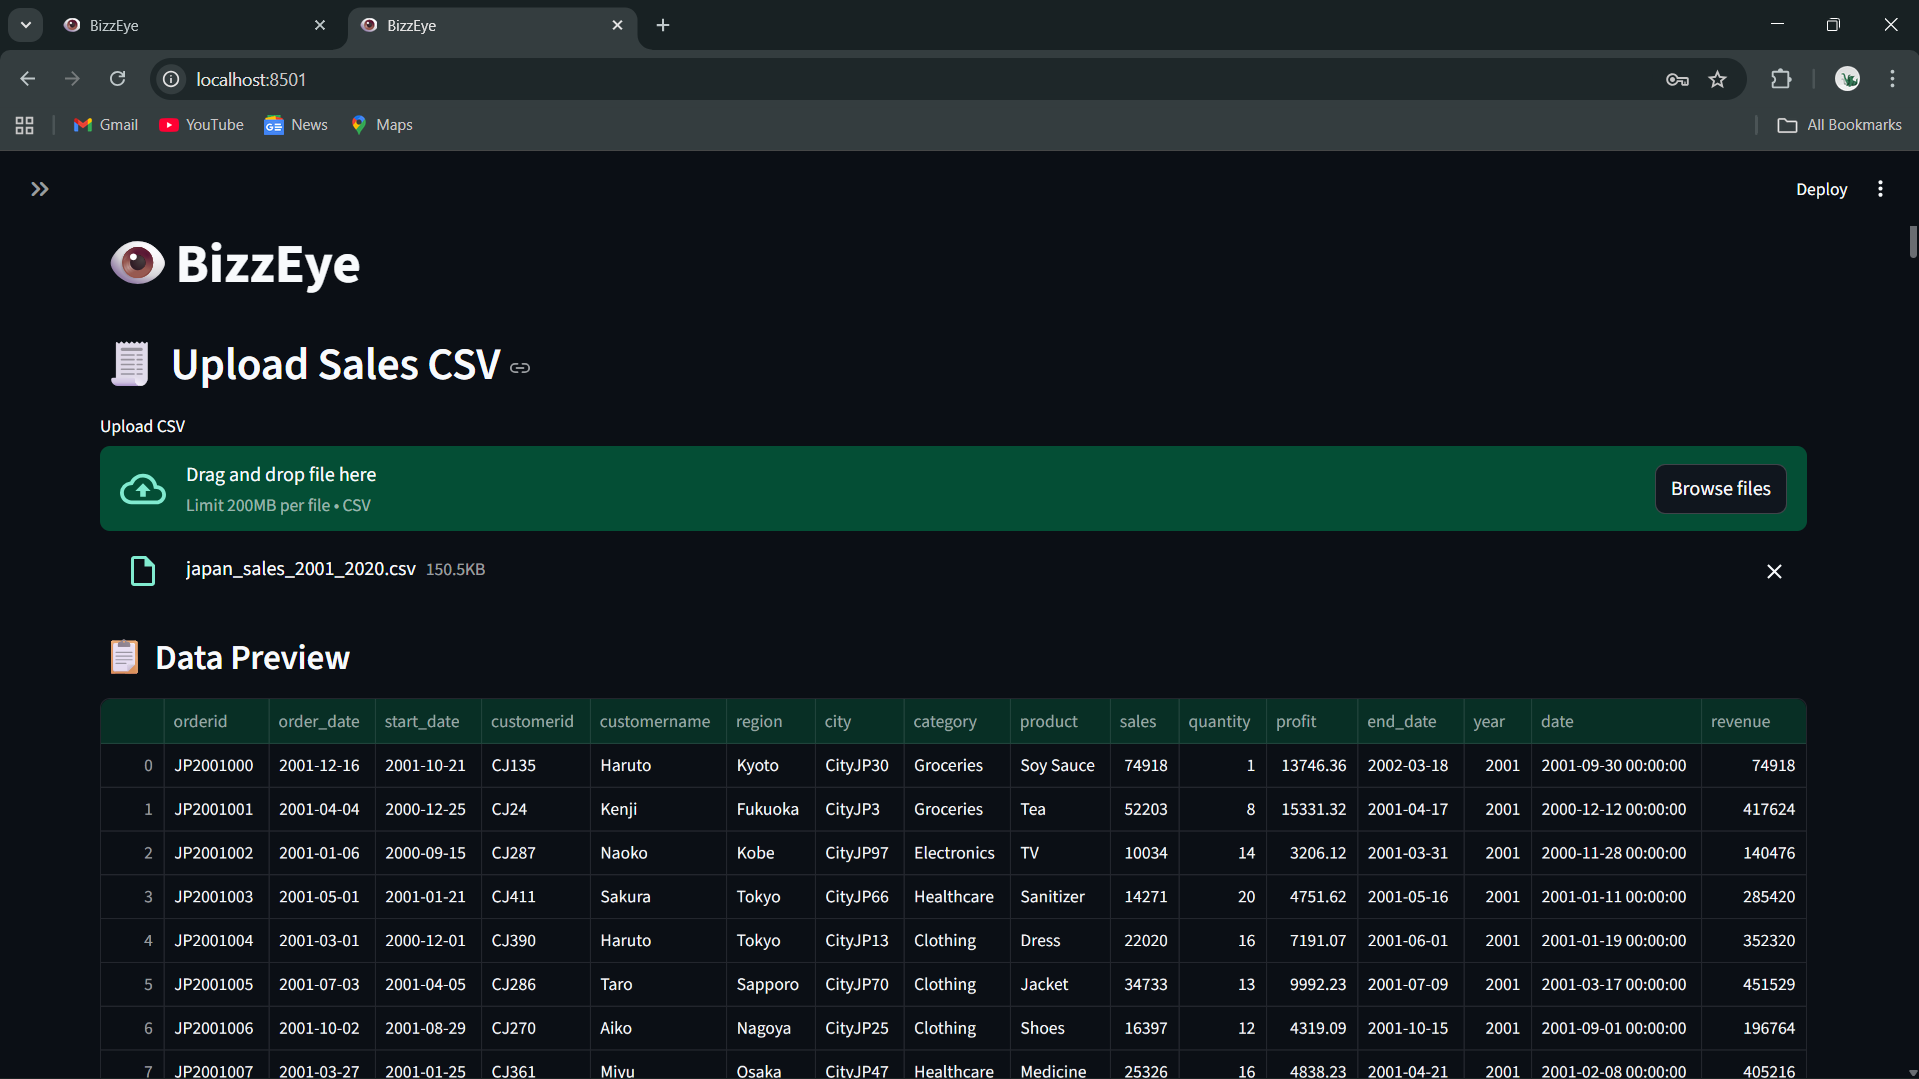 BizzEye
BizzEye
localhost:8501
Gmail
YouTube
News
Maps
All Bookmarks
Deploy
BizzEye
Upload Sales CSV
Upload CSV
Drag and drop file here
Limit 200MB per file • CSV
Browse files
japan_sales_2001_2020.csv 150.5KB
Data Preview
orderid order_date start_date customerid customername region city category product sales quantity profit end_date year date revenue
0 JP2001000 2001-12-16 2001-10-21 CJ135 Haruto Kyoto CityJP30 Groceries Soy Sauce 74918 1 13746.36 2002-03-18 2001 2001-09-30 00:00:00 74918
1 JP2001001 2001-04-04 2000-12-25 CJ24 Kenji Fukuoka CityJP3 Groceries Tea 52203 8 15331.32 2001-04-17 2001 2000-12-12 00:00:00 417624
2 JP2001002 2001-01-06 2000-09-15 CJ287 Naoko Kobe CityJP97 Electronics TV 10034 14 3206.12 2001-03-31 2001 2000-11-28 00:00:00 140476
3 JP2001003 2001-05-01 2001-01-21 CJ411 Sakura Tokyo CityJP66 Healthcare Sanitizer 14271 20 4751.62 2001-05-16 2001 2001-01-11 00:00:00 285420
4 JP2001004 2001-03-01 2000-12-01 CJ390 Haruto Tokyo CityJP13 Clothing Dress 22020 16 7191.07 2001-06-01 2001 2001-01-19 00:00:00 352320
5 JP2001005 2001-07-03 2001-04-05 CJ286 Taro Sapporo CityJP70 Clothing Jacket 34733 13 9992.23 2001-07-09 2001 2001-03-17 00:00:00 451529
6 JP2001006 2001-10-02 2001-08-29 CJ270 Aiko Nagoya CityJP25 Clothing Shoes 16397 12 4319.09 2001-10-15 2001 2001-09-01 00:00:00 196764
7 JP2001007 2001-03-27 2001-01-25 CJ361 Miyu Osaka CityJP47 Healthcare Medicine 25326 16 4838.23 2001-04-21 2001 2001-02-08 00:00:00 405216